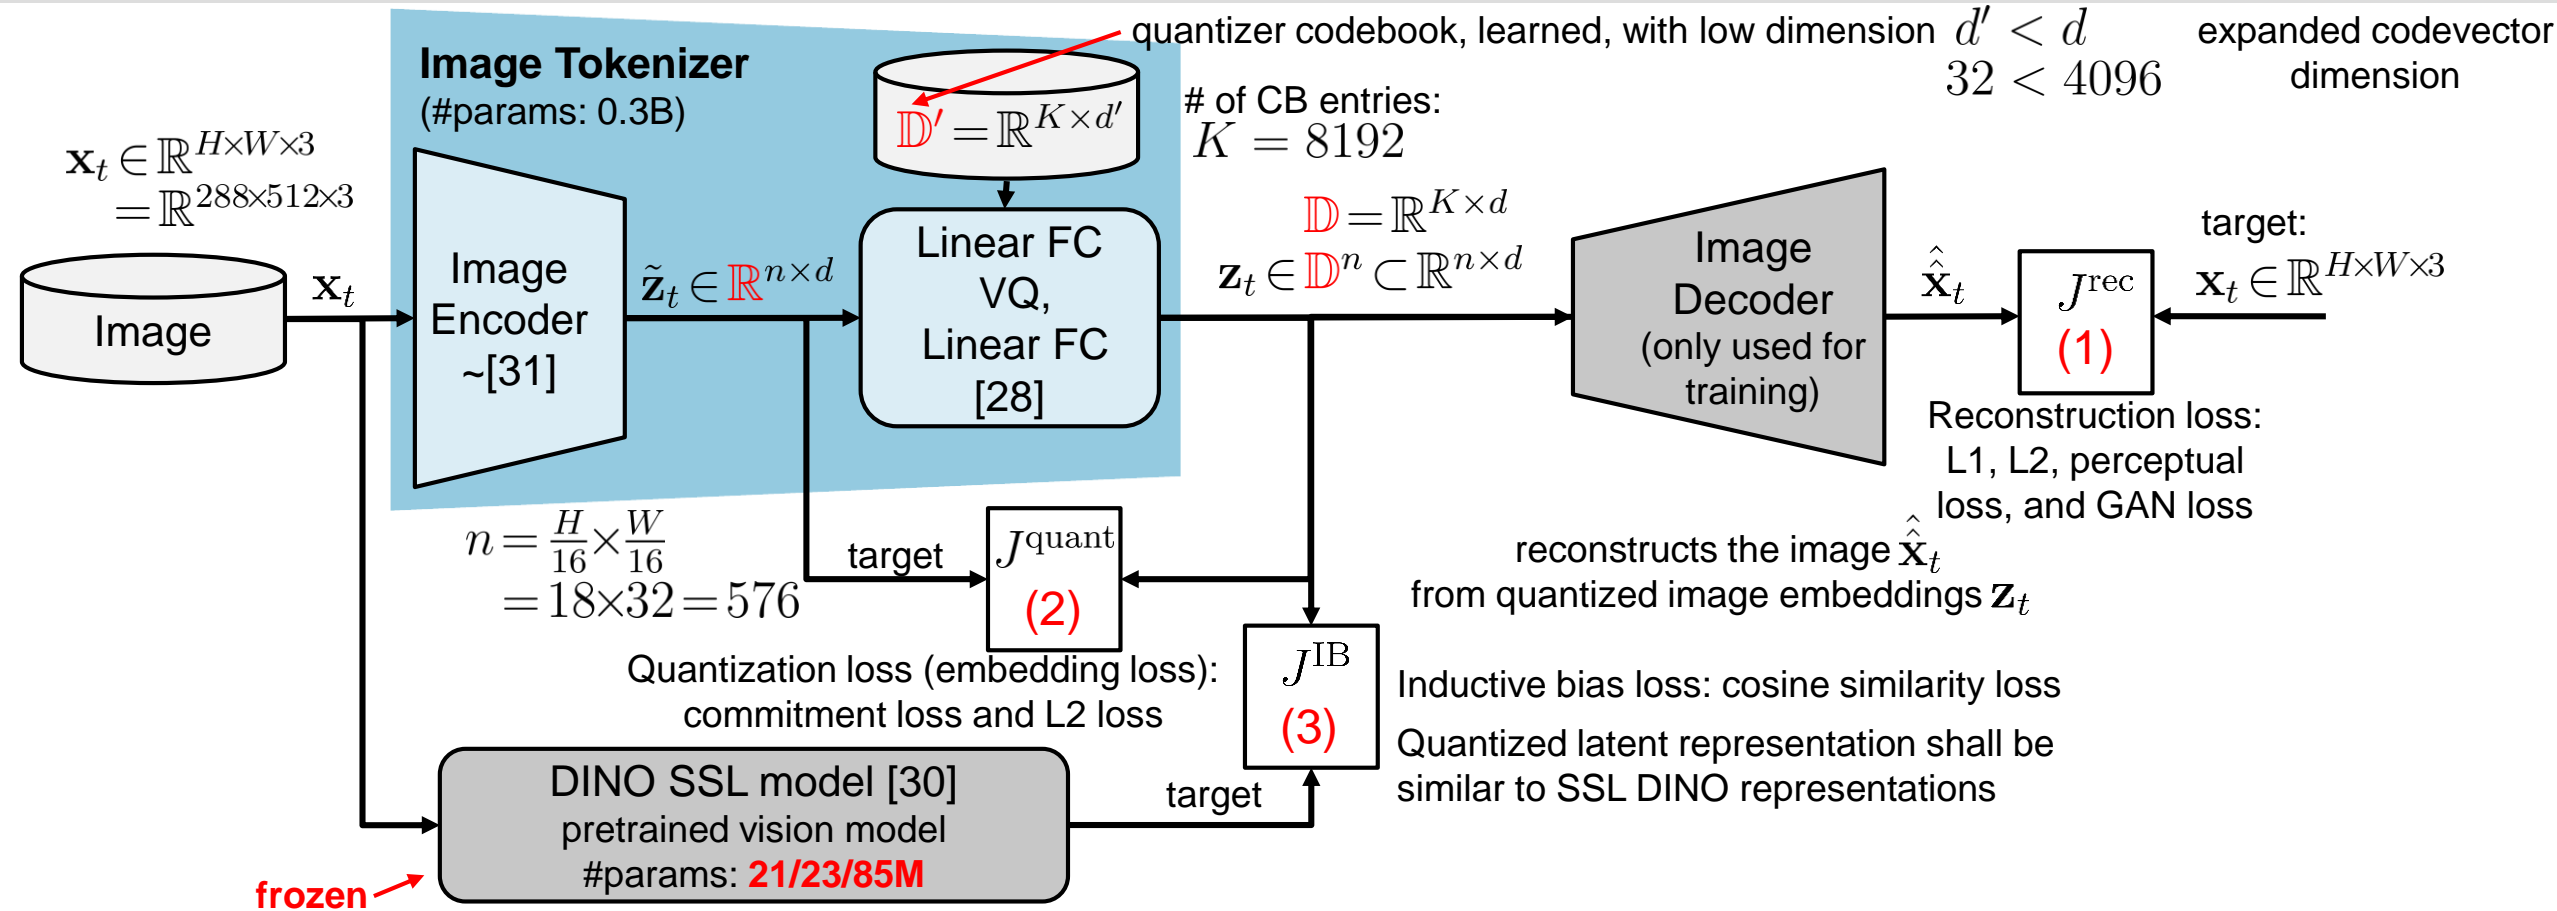 quantizer codebook, learned, with low dimension d′ < d
32 < 4096
expanded codevector
dimension
Image Tokenizer
(#params: 0.3B)
𝔻′ = ℝ^{K×d′}
# of CB entries:
K = 8192
x_t ∈ ℝ^{H×W×3}
= ℝ^{288×512×3}
Image
x_t
Image
Encoder
~[31]
z̃_t ∈ ℝ^{n×d}
Linear FC
VQ,
Linear FC
[28]
𝔻 = ℝ^{K×d}
z_t ∈ 𝔻^n ⊂ ℝ^{n×d}
Image
Decoder
(only used for
training)
x̂̂_t
J^{rec}
(1)
target:
x_t ∈ ℝ^{H×W×3}
Reconstruction loss:
L1, L2, perceptual
loss, and GAN loss
n = \frac{H}{16} × \frac{W}{16}
= 18×32 = 576
target
J^{quant}
(2)
reconstructs the image x̂̂_t
from quantized image embeddings z_t
Quantization loss (embedding loss):
commitment loss and L2 loss
J^{IB}
(3)
Inductive bias loss: cosine similarity loss
Quantized latent representation shall be
similar to SSL DINO representations
DINO SSL model [30]
pretrained vision model
#params: 21/23/85M
target
frozen